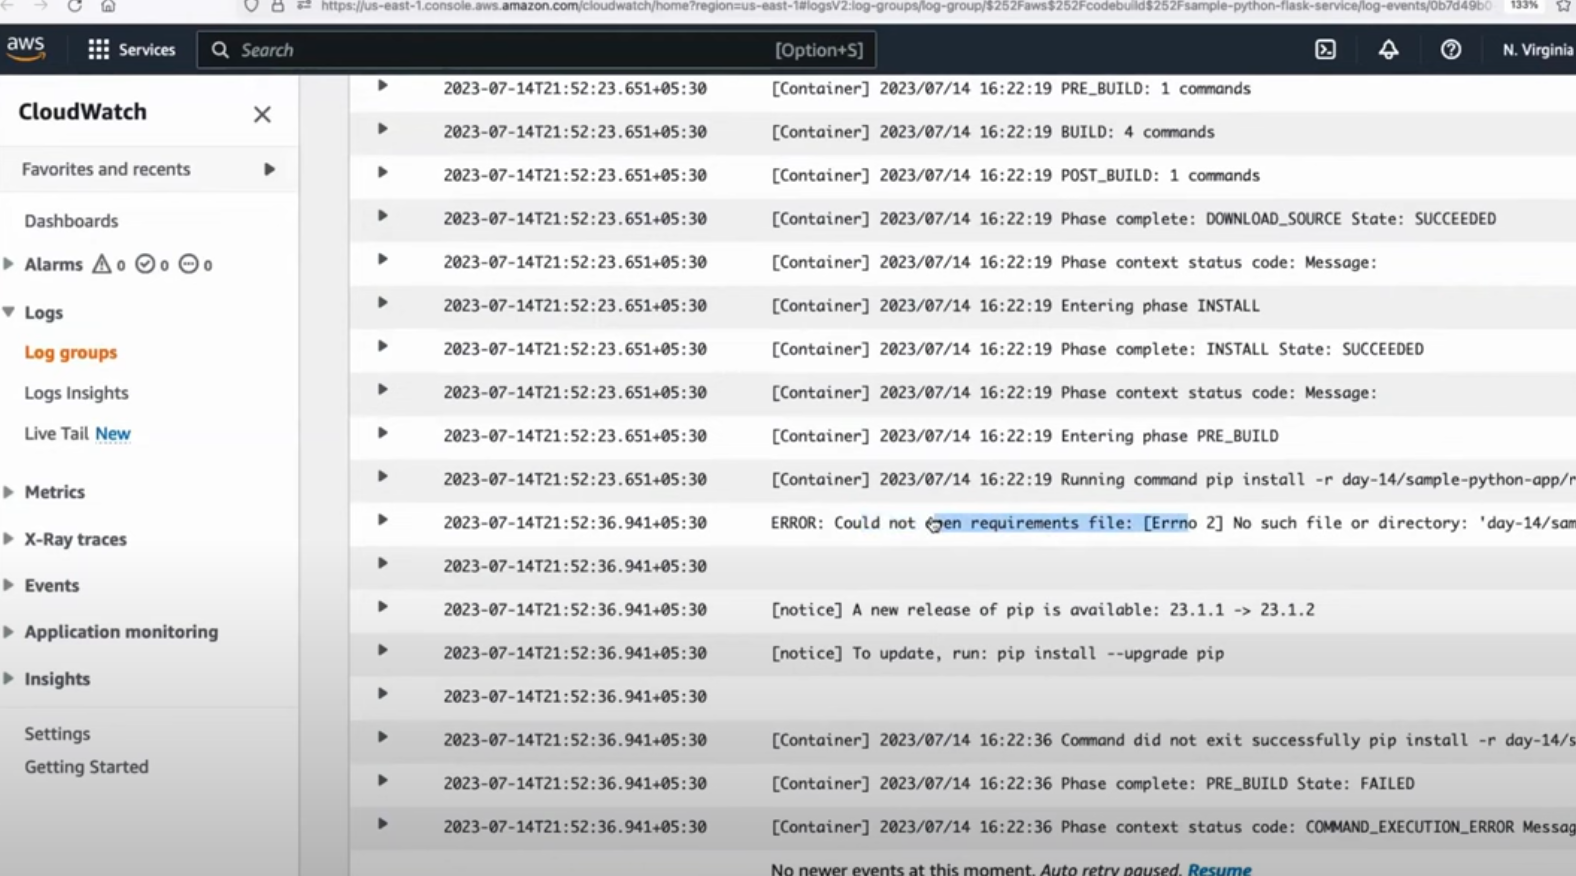 https://us-east-1.console.aws.amazon.com/cloudwatch/home?region=us-east-1#logsV2:log-groups/log-group/$252Faws$252Fcodebuild$252Fsample-python-flask-service/log-events/0b7d49b0 133%
aws Services Search [Option+S] N. Virginia
CloudWatch
Favorites and recents
Dashboards
Alarms 0 0 0
Logs
Log groups
Logs Insights
Live Tail New
Metrics
X-Ray traces
Events
Application monitoring
Insights
Settings
Getting Started
2023-07-14T21:52:23.651+05:30 [Container] 2023/07/14 16:22:19 PRE_BUILD: 1 commands
2023-07-14T21:52:23.651+05:30 [Container] 2023/07/14 16:22:19 BUILD: 4 commands
2023-07-14T21:52:23.651+05:30 [Container] 2023/07/14 16:22:19 POST_BUILD: 1 commands
2023-07-14T21:52:23.651+05:30 [Container] 2023/07/14 16:22:19 Phase complete: DOWNLOAD_SOURCE State: SUCCEEDED
2023-07-14T21:52:23.651+05:30 [Container] 2023/07/14 16:22:19 Phase context status code: Message:
2023-07-14T21:52:23.651+05:30 [Container] 2023/07/14 16:22:19 Entering phase INSTALL
2023-07-14T21:52:23.651+05:30 [Container] 2023/07/14 16:22:19 Phase complete: INSTALL State: SUCCEEDED
2023-07-14T21:52:23.651+05:30 [Container] 2023/07/14 16:22:19 Phase context status code: Message:
2023-07-14T21:52:23.651+05:30 [Container] 2023/07/14 16:22:19 Entering phase PRE_BUILD
2023-07-14T21:52:23.651+05:30 [Container] 2023/07/14 16:22:19 Running command pip install -r day-14/sample-python-app/r
2023-07-14T21:52:36.941+05:30 ERROR: Could not open requirements file: [Errno 2] No such file or directory: 'day-14/sam
2023-07-14T21:52:36.941+05:30
2023-07-14T21:52:36.941+05:30 [notice] A new release of pip is available: 23.1.1 -> 23.1.2
2023-07-14T21:52:36.941+05:30 [notice] To update, run: pip install --upgrade pip
2023-07-14T21:52:36.941+05:30
2023-07-14T21:52:36.941+05:30 [Container] 2023/07/14 16:22:36 Command did not exit successfully pip install -r day-14/s
2023-07-14T21:52:36.941+05:30 [Container] 2023/07/14 16:22:36 Phase complete: PRE_BUILD State: FAILED
2023-07-14T21:52:36.941+05:30 [Container] 2023/07/14 16:22:36 Phase context status code: COMMAND_EXECUTION_ERROR Messag
No newer events at this moment. Auto retry paused. Resume